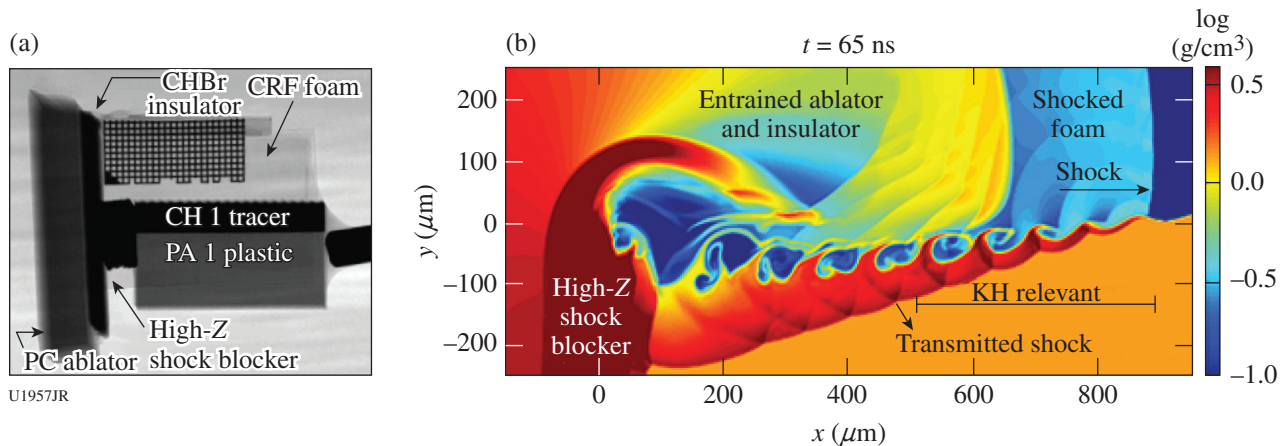 (a)
CHBr
insulator
CRF foam
CH 1 tracer
PA 1 plastic
High-Z
shock blocker
PC ablator
U1957JR
(b)
t = 65 ns
log
(g/cm³)
Entrained ablator
and insulator
Shocked
foam
Shock
High-Z
shock
blocker
KH relevant
Transmitted shock
200
100
0
–100
–200
y (μm)
0
200
400
600
800
x (μm)
0.5
0.0
–0.5
–1.0